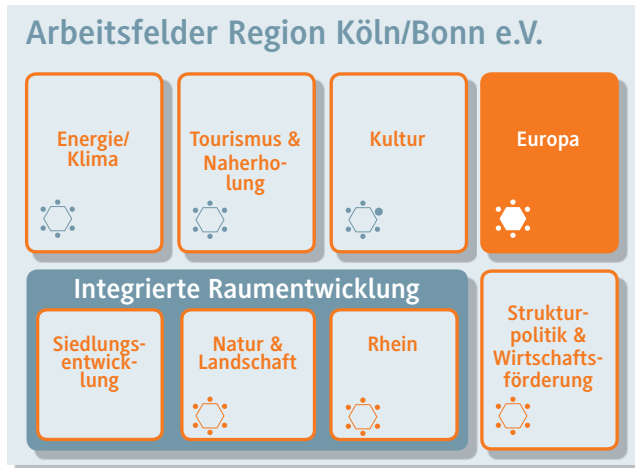 Arbeitsfelder Region Köln/Bonn e.V.
Energie/
Klima
Tourismus &
Naherho-
lung
Kultur
Europa
Integrierte Raumentwicklung
Siedlungs-
entwick-
lung
Natur &
Landschaft
Rhein
Struktur-
politik &
Wirtschafts-
förderung